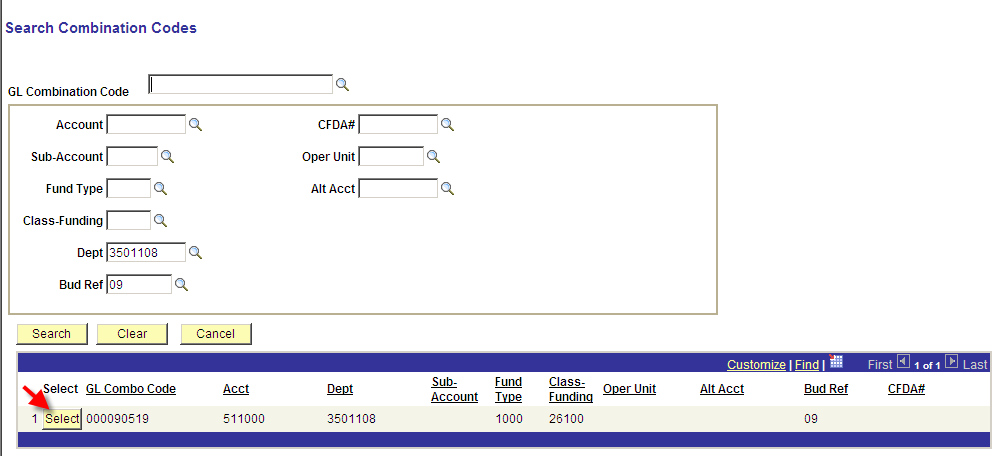 Search Combination Codes
GL Combination Code
Account CFDA#
Sub-Account Oper Unit
Fund Type Alt Acct
Class-Funding
Dept 3501108
Bud Ref 09
Search Clear Cancel
Customize | Find | First 1 of 1 Last
Select GL Combo Code Acct Dept Sub-Account Fund Type Class-Funding Oper Unit Alt Acct Bud Ref CFDA#
1 Select 000090519 511000 3501108 1000 26100 09